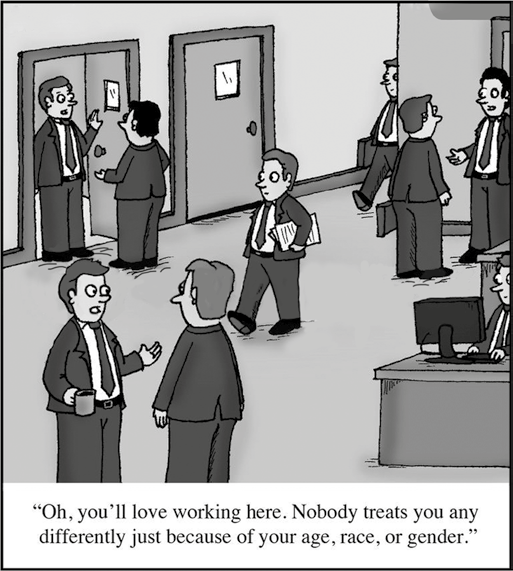 “Oh, you’ll love working here. Nobody treats you any
differently just because of your age, race, or gender.”